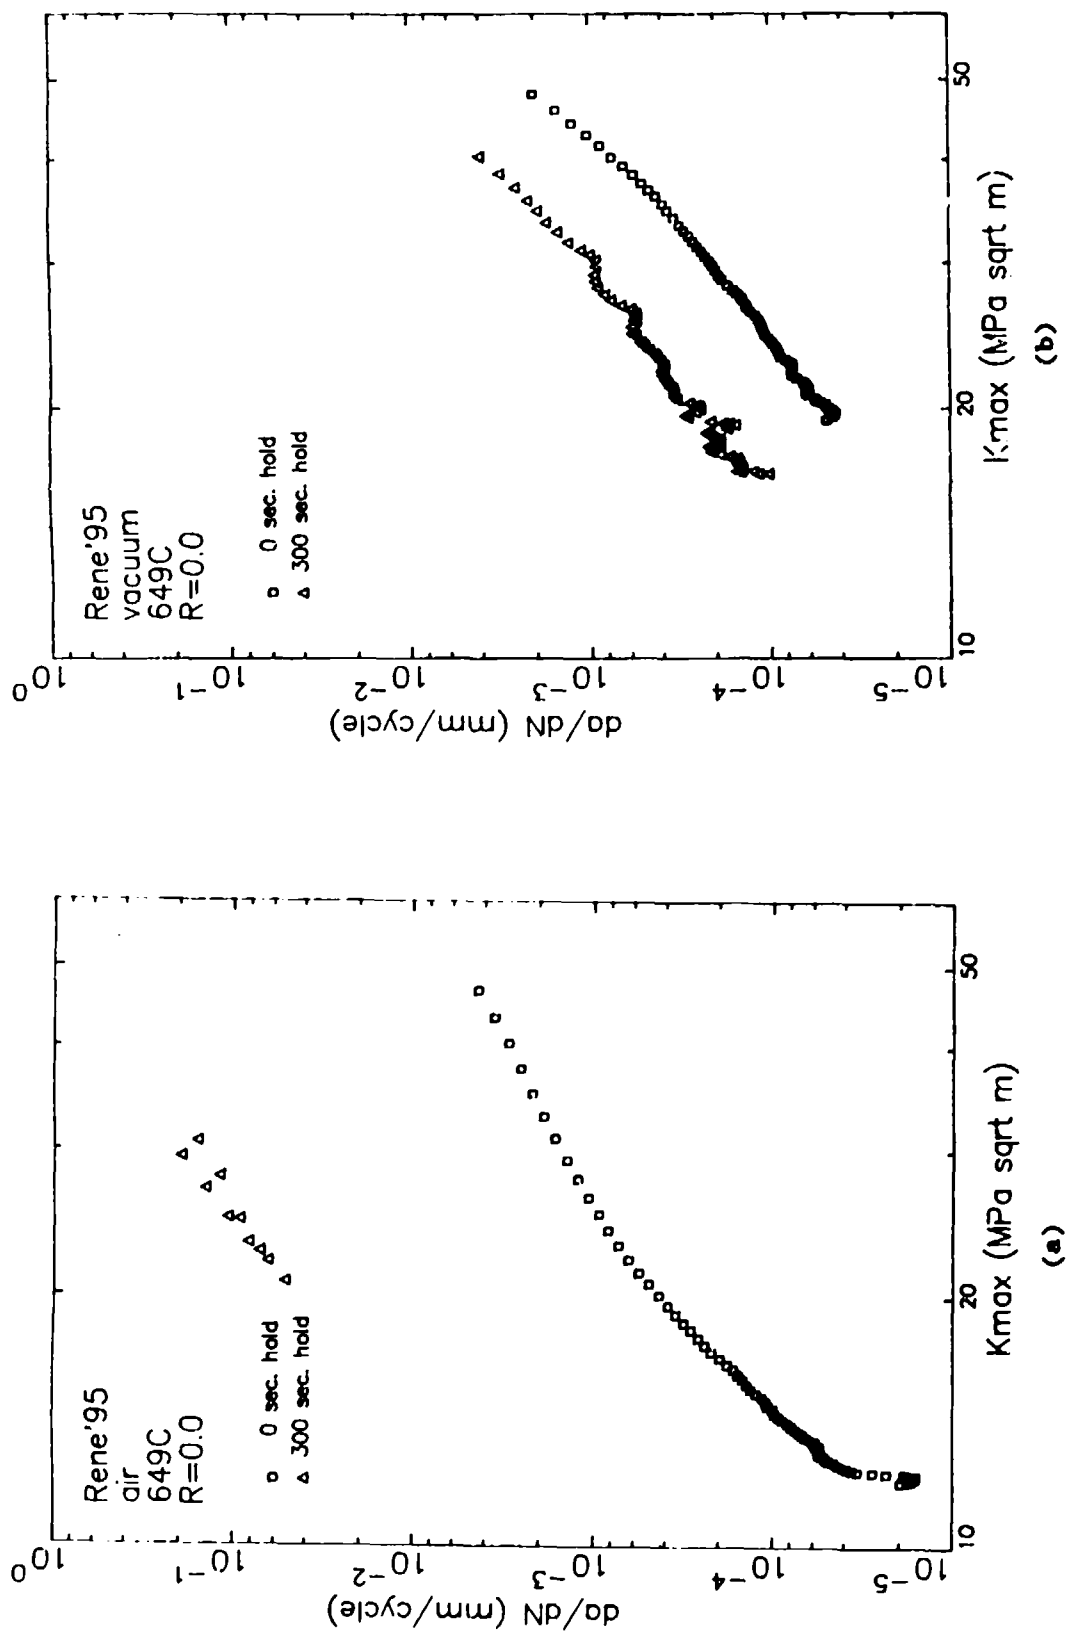 Rene'95
air
649C
R=0.0
0 sec. hold
300 sec. hold
da/dN (mm/cycle)
10^0
10^-1
10^-2
10^-3
10^-4
10^-5
10
20
50
Kmax (MPa sqrt m)
(a)
Rene'95
vacuum
649C
R=0.0
0 sec. hold
300 sec. hold
da/dN (mm/cycle)
10^0
10^-1
10^-2
10^-3
10^-4
10^-5
10
20
50
Kmax (MPa sqrt m)
(b)